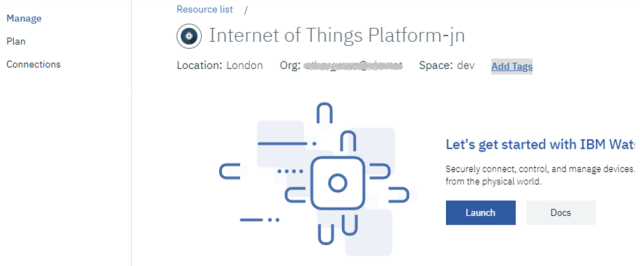 Manage
Plan
Connections
Resource list /
Internet of Things Platform-jn
Location: London Org: Space: dev Add Tags
Let's get started with IBM Wat
Securely connect, control, and manage devices.
from the physical world.
Launch Docs